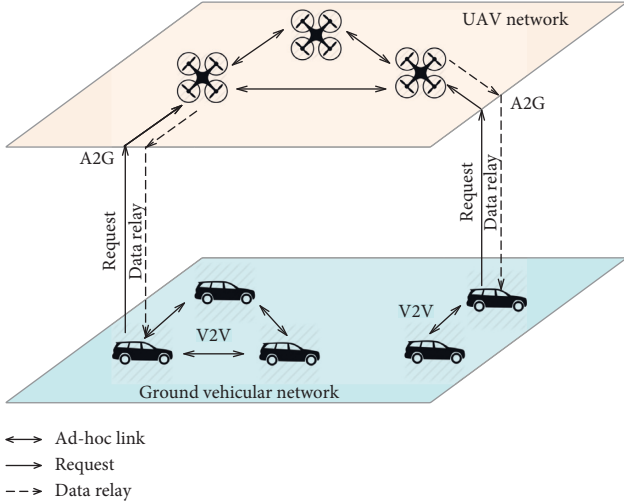 UAV network
A2G
A2G
Request
Data relay
Request
Data relay
V2V
V2V
Ground vehicular network
Ad-hoc link
Request
Data relay